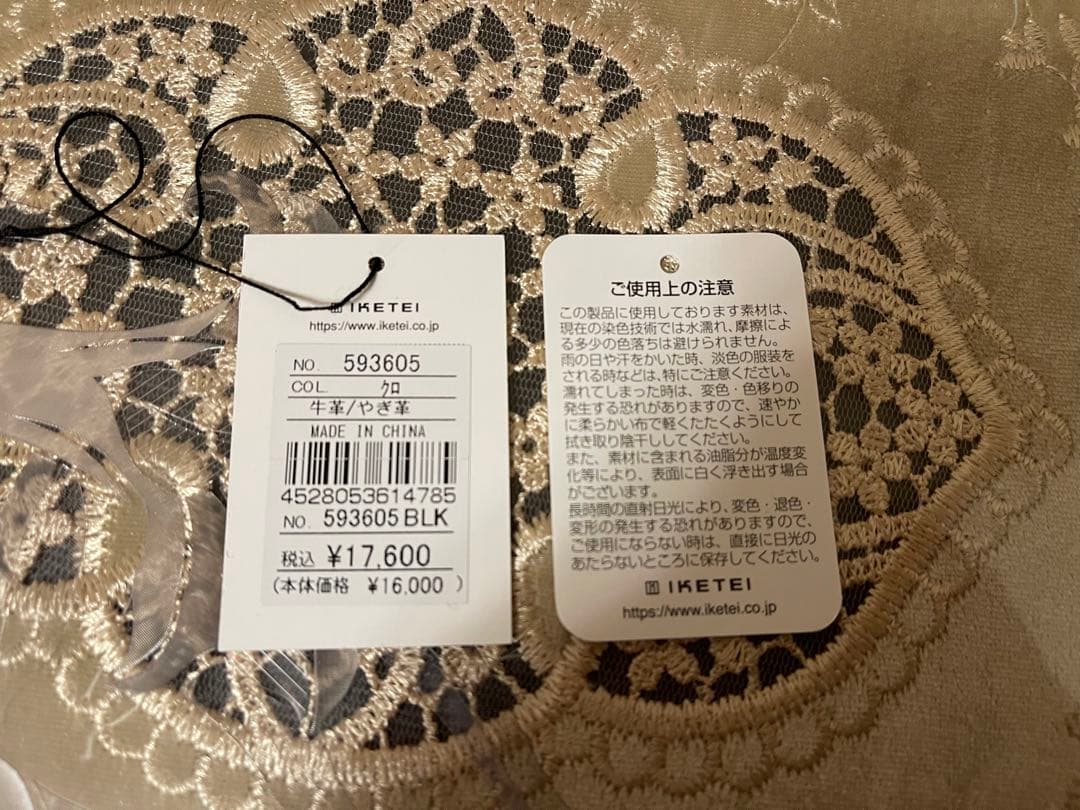 IKETEI
https://www.iketei.co.jp
NO. 593605
COL. クロ
牛革/やぎ革
MADE IN CHINA
4528053614785
NO. 593605BLK
税込 ¥17,600
(本体価格 ¥16,000 )
ご使用上の注意
この製品に使用しております素材は、
現在の染色技術では水濡れ、摩擦によ
る多少の色落ちは避けられません。
雨の日や汗をかいた時、淡色の服装を
される時などは、特にご注意ください。
濡れてしまった時は、変色・色移りの
発生する恐れがありますので、速やか
に柔らかい布で軽くたたくようにして
拭き取り陰干ししてください。
また、素材に含まれる油脂分が温度変
化等により、表面に白く浮き出す場合
がございます。
長時間の直射日光により、変色・退色・
変形の発生する恐れがありますので、
ご使用にならない時は、直接に日光の
あたらないところに保存してください。
IKETEI
https://www.iketei.co.jp